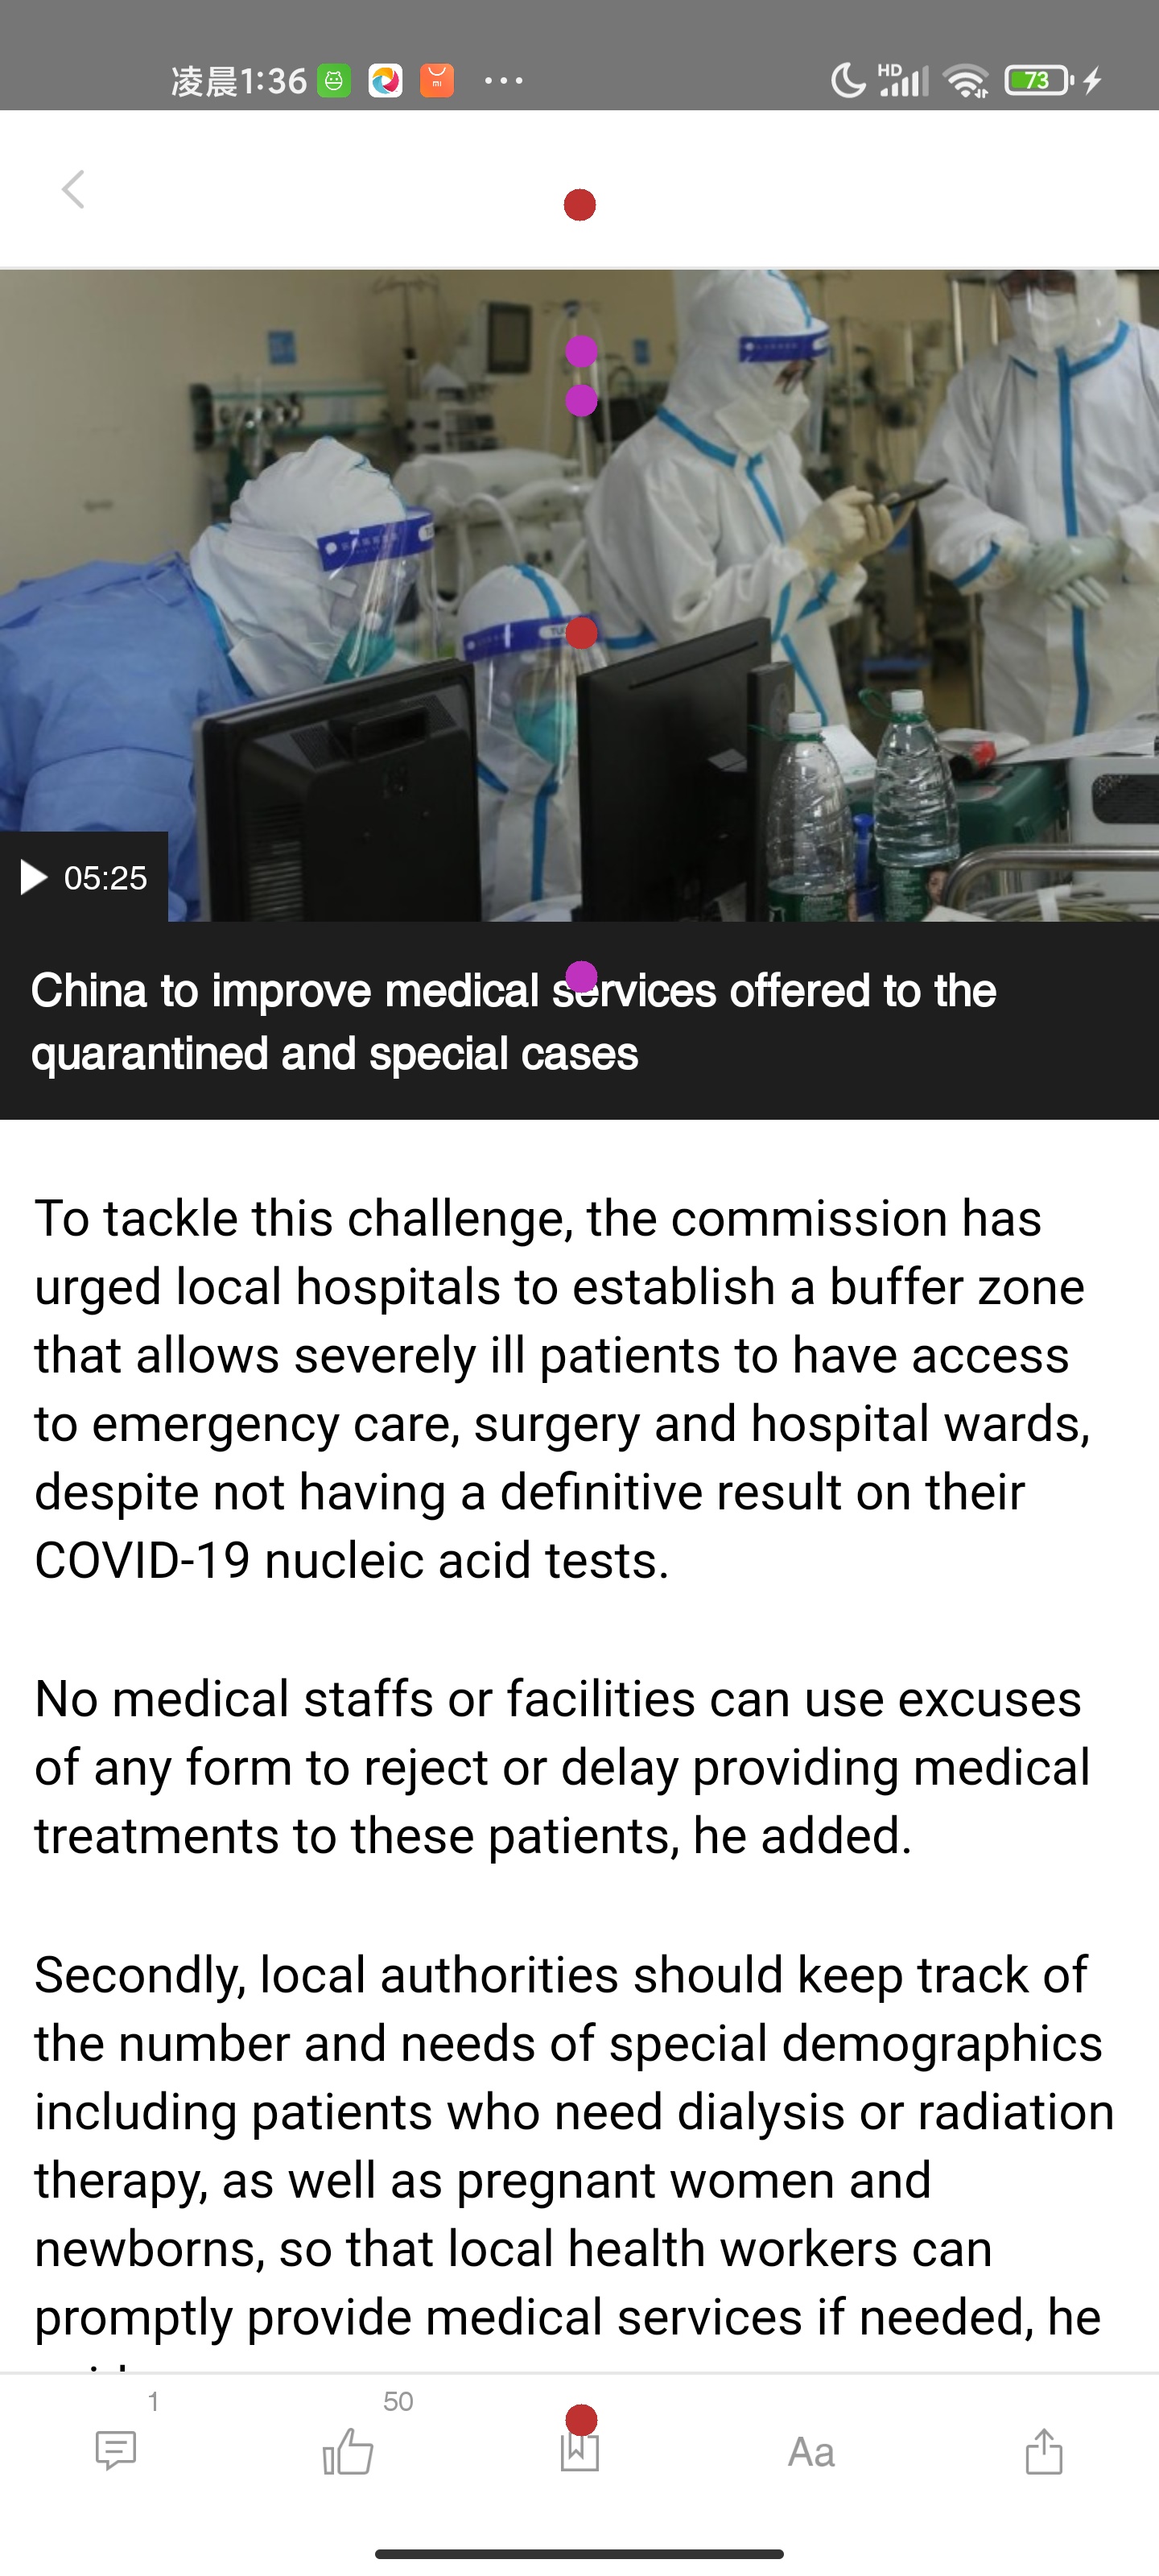 凌晨1:36
HD
73
05:25
China to improve medical services offered to the
quarantined and special cases
To tackle this challenge, the commission has
urged local hospitals to establish a buffer zone
that allows severely ill patients to have access
to emergency care, surgery and hospital wards,
despite not having a definitive result on their
COVID-19 nucleic acid tests.
No medical staffs or facilities can use excuses
of any form to reject or delay providing medical
treatments to these patients, he added.
Secondly, local authorities should keep track of
the number and needs of special demographics
including patients who need dialysis or radiation
therapy, as well as pregnant women and
newborns, so that local health workers can
promptly provide medical services if needed, he
1
50
Aa